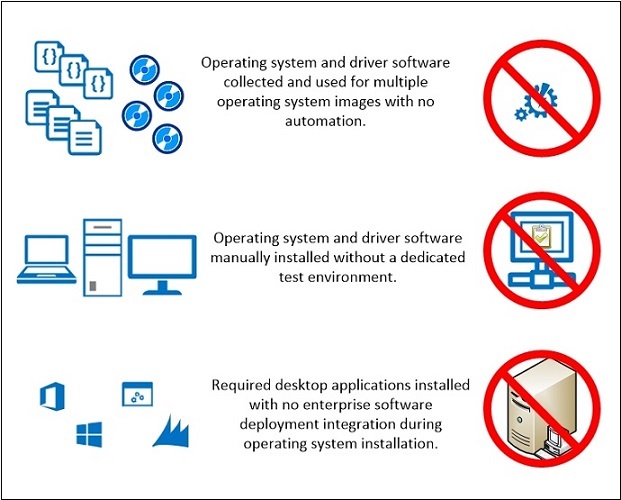 Operating system and driver software
collected and used for multiple
operating system images with no
automation.
Operating system and driver software
manually installed without a dedicated
test environment.
Required desktop applications installed
with no enterprise software
deployment integration during
operating system installation.